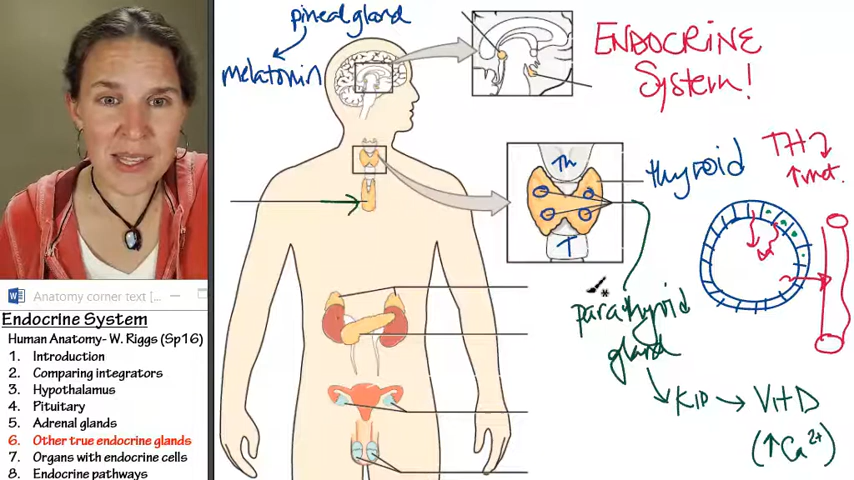 pineal gland
melatonin
ENDOCRINE
System!
Th
T
thyroid
TH
↑met.
parathyroid
gland
KID → Vit D
(↑Ca²⁺)
Anatomy corner text [...
Endocrine System
Human Anatomy- W. Riggs (Sp16)
1. Introduction
2. Comparing integrators
3. Hypothalamus
4. Pituitary
5. Adrenal glands
6. Other true endocrine glands
7. Organs with endocrine cells
8. Endocrine pathways